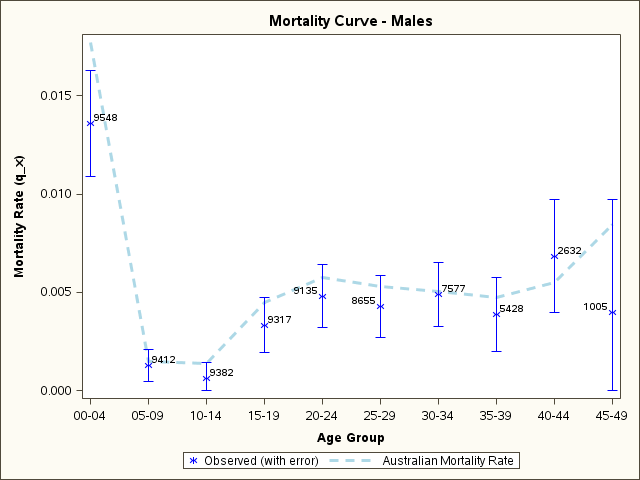 Mortality Curve - Males
Mortality Rate (q_x)
0.015
0.010
0.005
0.000
9548
9412
9382
9317
9135
8655
7577
5428
2632
1005
00-04 05-09 10-14 15-19 20-24 25-29 30-34 35-39 40-44 45-49
Age Group
Observed (with error) Australian Mortality Rate